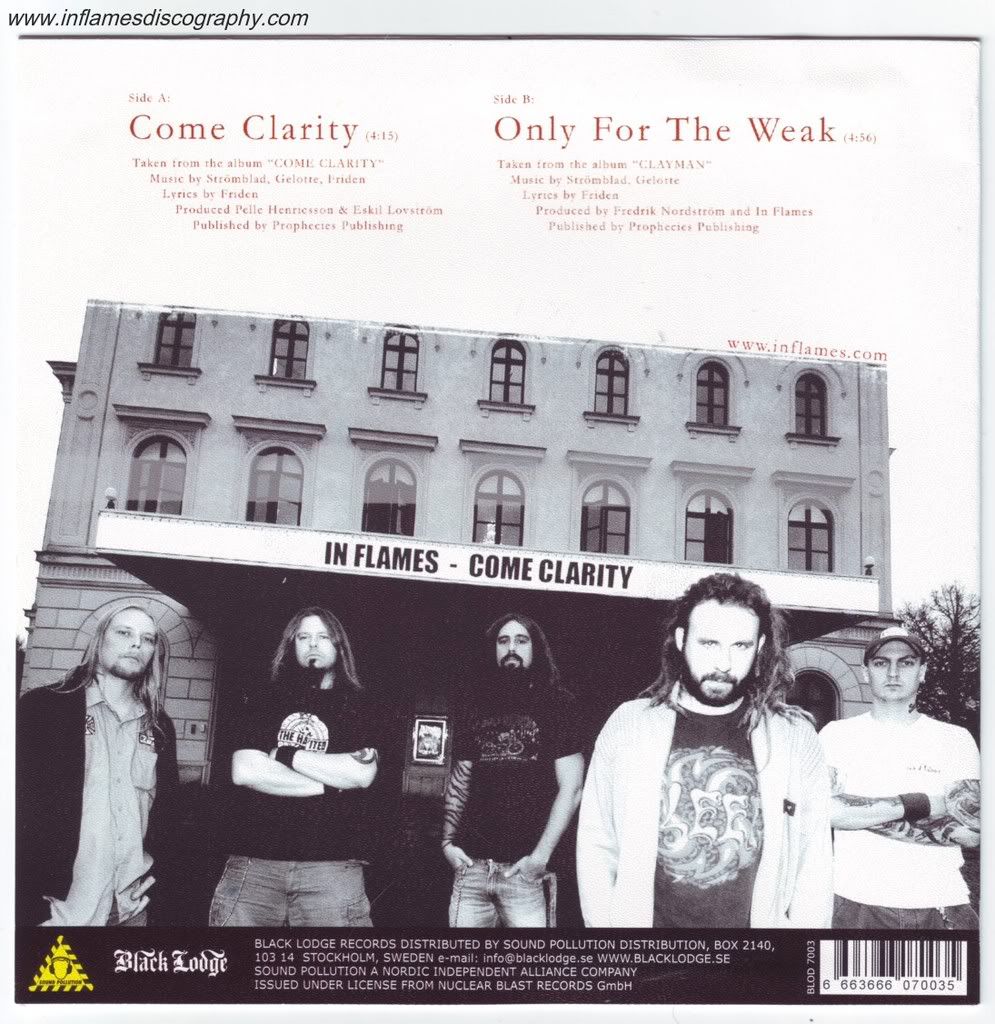 www.inflamesdiscography.com
Side A:
Come Clarity (4:15)
Taken from the album "COME CLARITY"
Music by Strömblad, Gelotte, Friden
Lyrics by Friden
Produced Pelle Henricsson & Eskil Lovström
Published by Prophecies Publishing
Side B:
Only For The Weak (4:56)
Taken from the album "CLAYMAN"
Music by Strömblad, Gelotte
Lyrics by Friden
Produced by Fredrik Nordström and In Flames
Published by Prophecies Publishing
www.inflames.com
IN FLAMES - COME CLARITY
THE HAUNTED
SOUND POLLUTION
Black Lodge
BLACK LODGE RECORDS DISTRIBUTED BY SOUND POLLUTION DISTRIBUTION, BOX 2140,
103 14 STOCKHOLM, SWEDEN e-mail: info@blacklodge.se WWW.BLACKLODGE.SE
SOUND POLLUTION A NORDIC INDEPENDENT ALLIANCE COMPANY
ISSUED UNDER LICENSE FROM NUCLEAR BLAST RECORDS GmbH
BLOD 7003
6 663666 070035